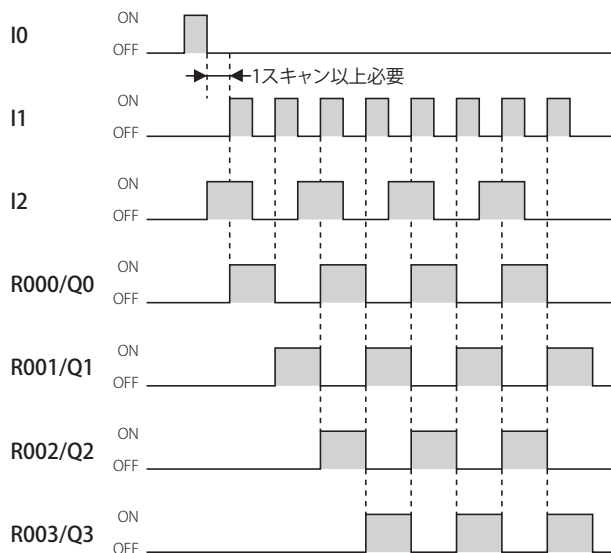 ON
I0
OFF
1スキャン以上必要
ON
I1
OFF
ON
I2
OFF
ON
R000/Q0
OFF
ON
R001/Q1
OFF
ON
R002/Q2
OFF
ON
R003/Q3
OFF